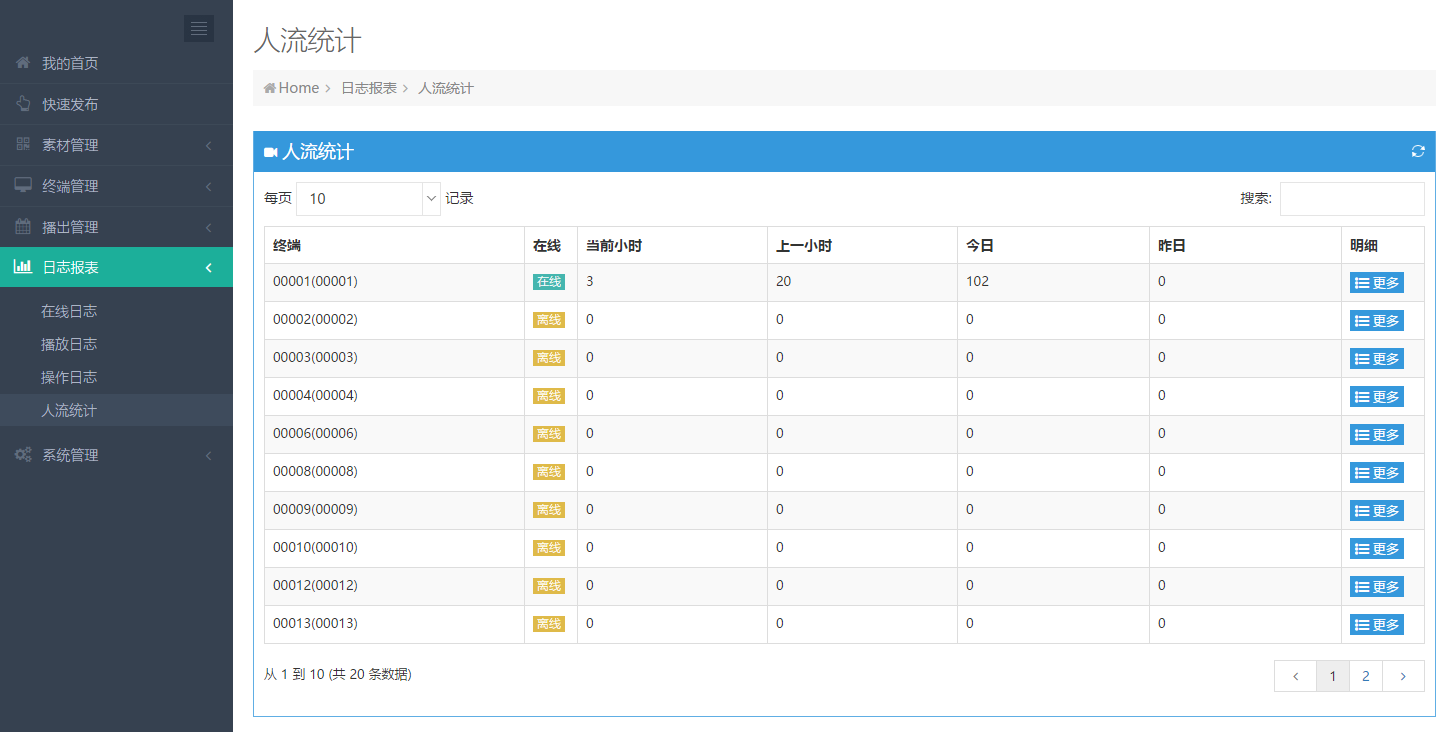 我的首页
快速发布
素材管理
终端管理
播出管理
日志报表
在线日志
播放日志
操作日志
人流统计
系统管理
人流统计
Home > 日志报表 > 人流统计
人流统计
每页 10 记录 搜索:
终端 在线 当前小时 上一小时 今日 昨日 明细
00001(00001) 在线 3 20 102 0 更多
00002(00002) 离线 0 0 0 0 更多
00003(00003) 离线 0 0 0 0 更多
00004(00004) 离线 0 0 0 0 更多
00006(00006) 离线 0 0 0 0 更多
00008(00008) 离线 0 0 0 0 更多
00009(00009) 离线 0 0 0 0 更多
00010(00010) 离线 0 0 0 0 更多
00012(00012) 离线 0 0 0 0 更多
00013(00013) 离线 0 0 0 0 更多
从 1 到 10 (共 20 条数据) 1 2